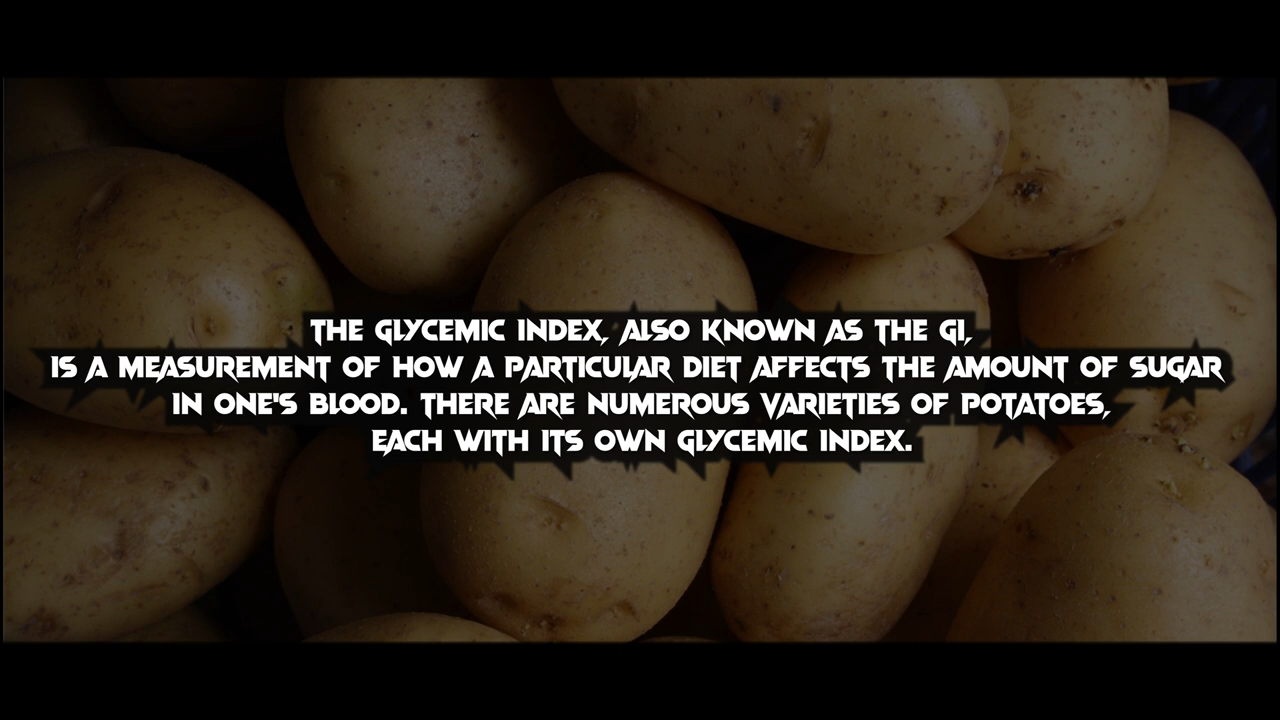 THE GLYCEMIC INDEX, ALSO KNOWN AS THE GI,
IS A MEASUREMENT OF HOW A PARTICULAR DIET AFFECTS THE AMOUNT OF SUGAR
IN ONE'S BLOOD. THERE ARE NUMEROUS VARIETIES OF POTATOES,
EACH WITH ITS OWN GLYCEMIC INDEX.